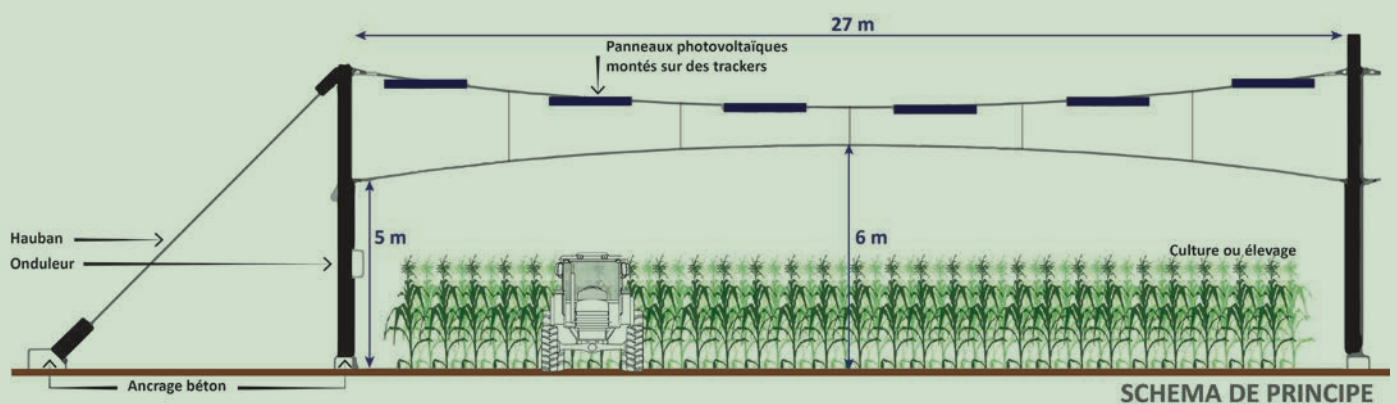 27 m
Panneaux photovoltaïques
montés sur des trackers
Hauban
Onduleur
5 m
6 m
Culture ou élevage
Ancrage béton
SCHEMA DE PRINCIPE